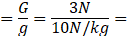 = G/g = 3N/10N/kg =